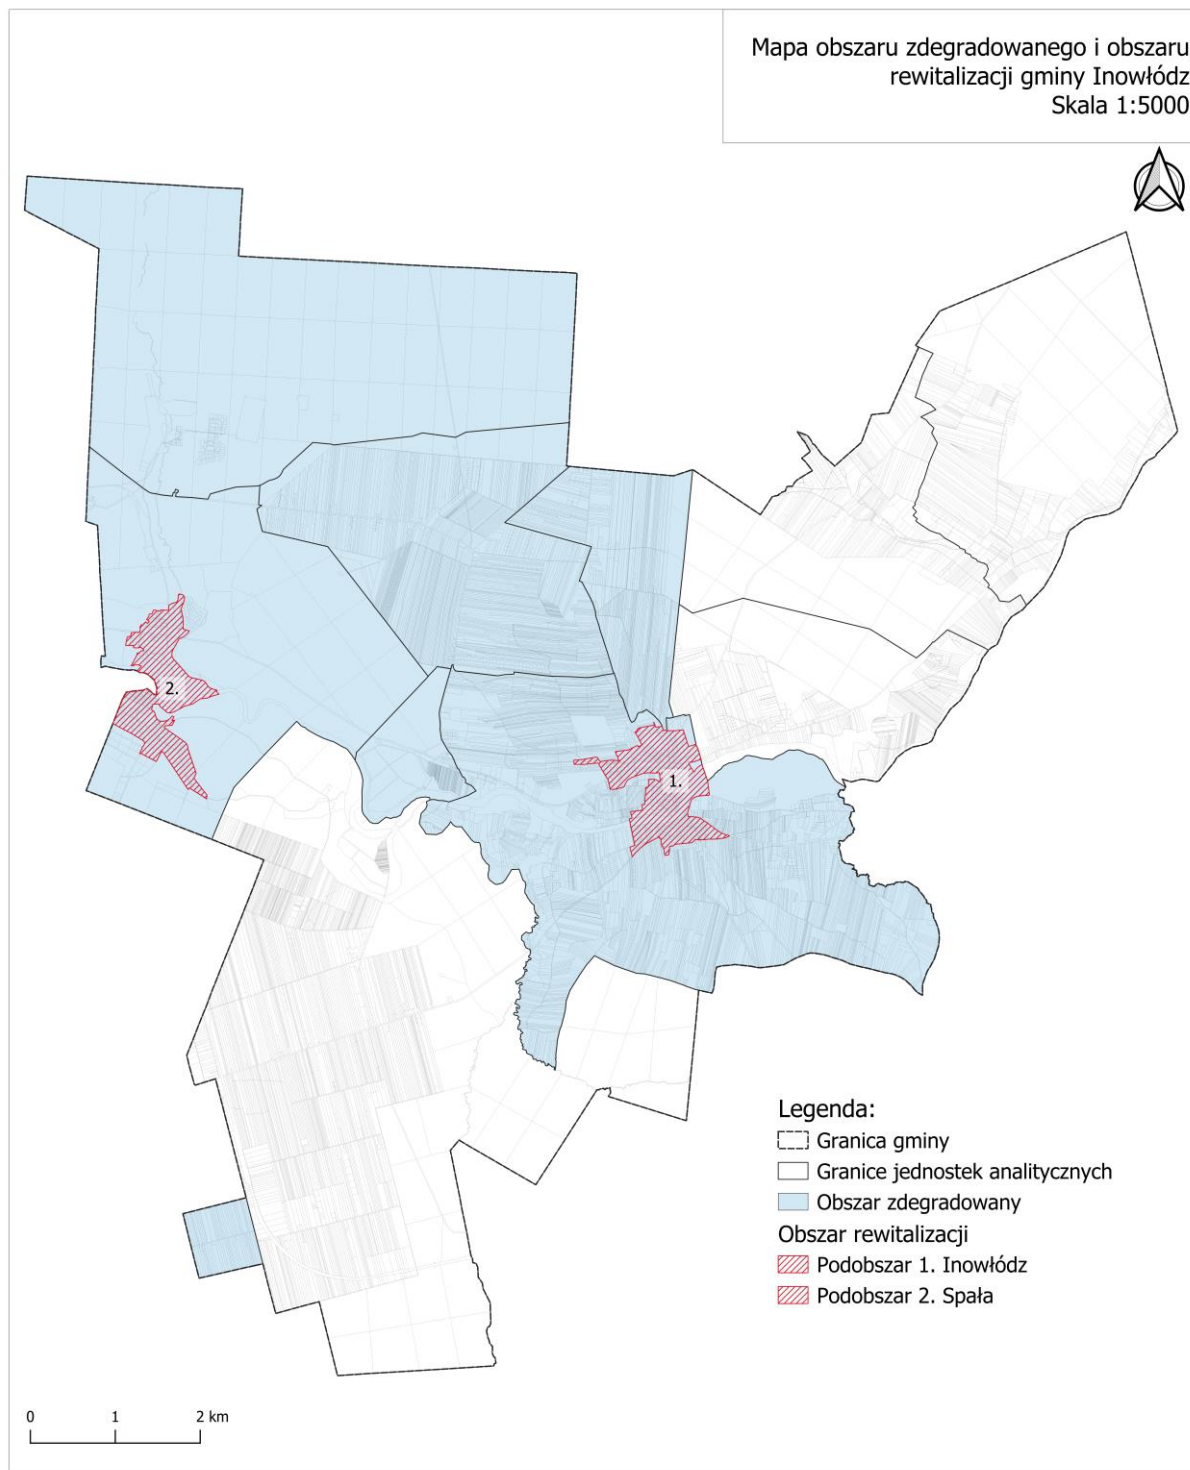 Mapa obszaru zdegradowanego i obszaru
rewitalizacji gminy Inowłódz
Skala 1:5000
2.
1.
Legenda:
Granica gminy
Granice jednostek analitycznych
Obszar zdegradowany
Obszar rewitalizacji
Podobszar 1. Inowłódz
Podobszar 2. Spała
0 1 2 km